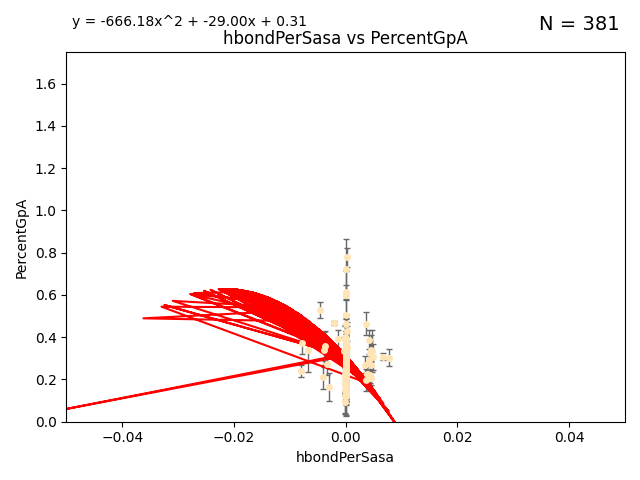 y = -666.18x^2 + -29.00x + 0.31
N = 381
hbondPerSasa vs PercentGpA
PercentGpA
1.6
1.4
1.2
1.0
0.8
0.6
0.4
0.2
0.0
−0.04
−0.02
0.00
0.02
0.04
hbondPerSasa